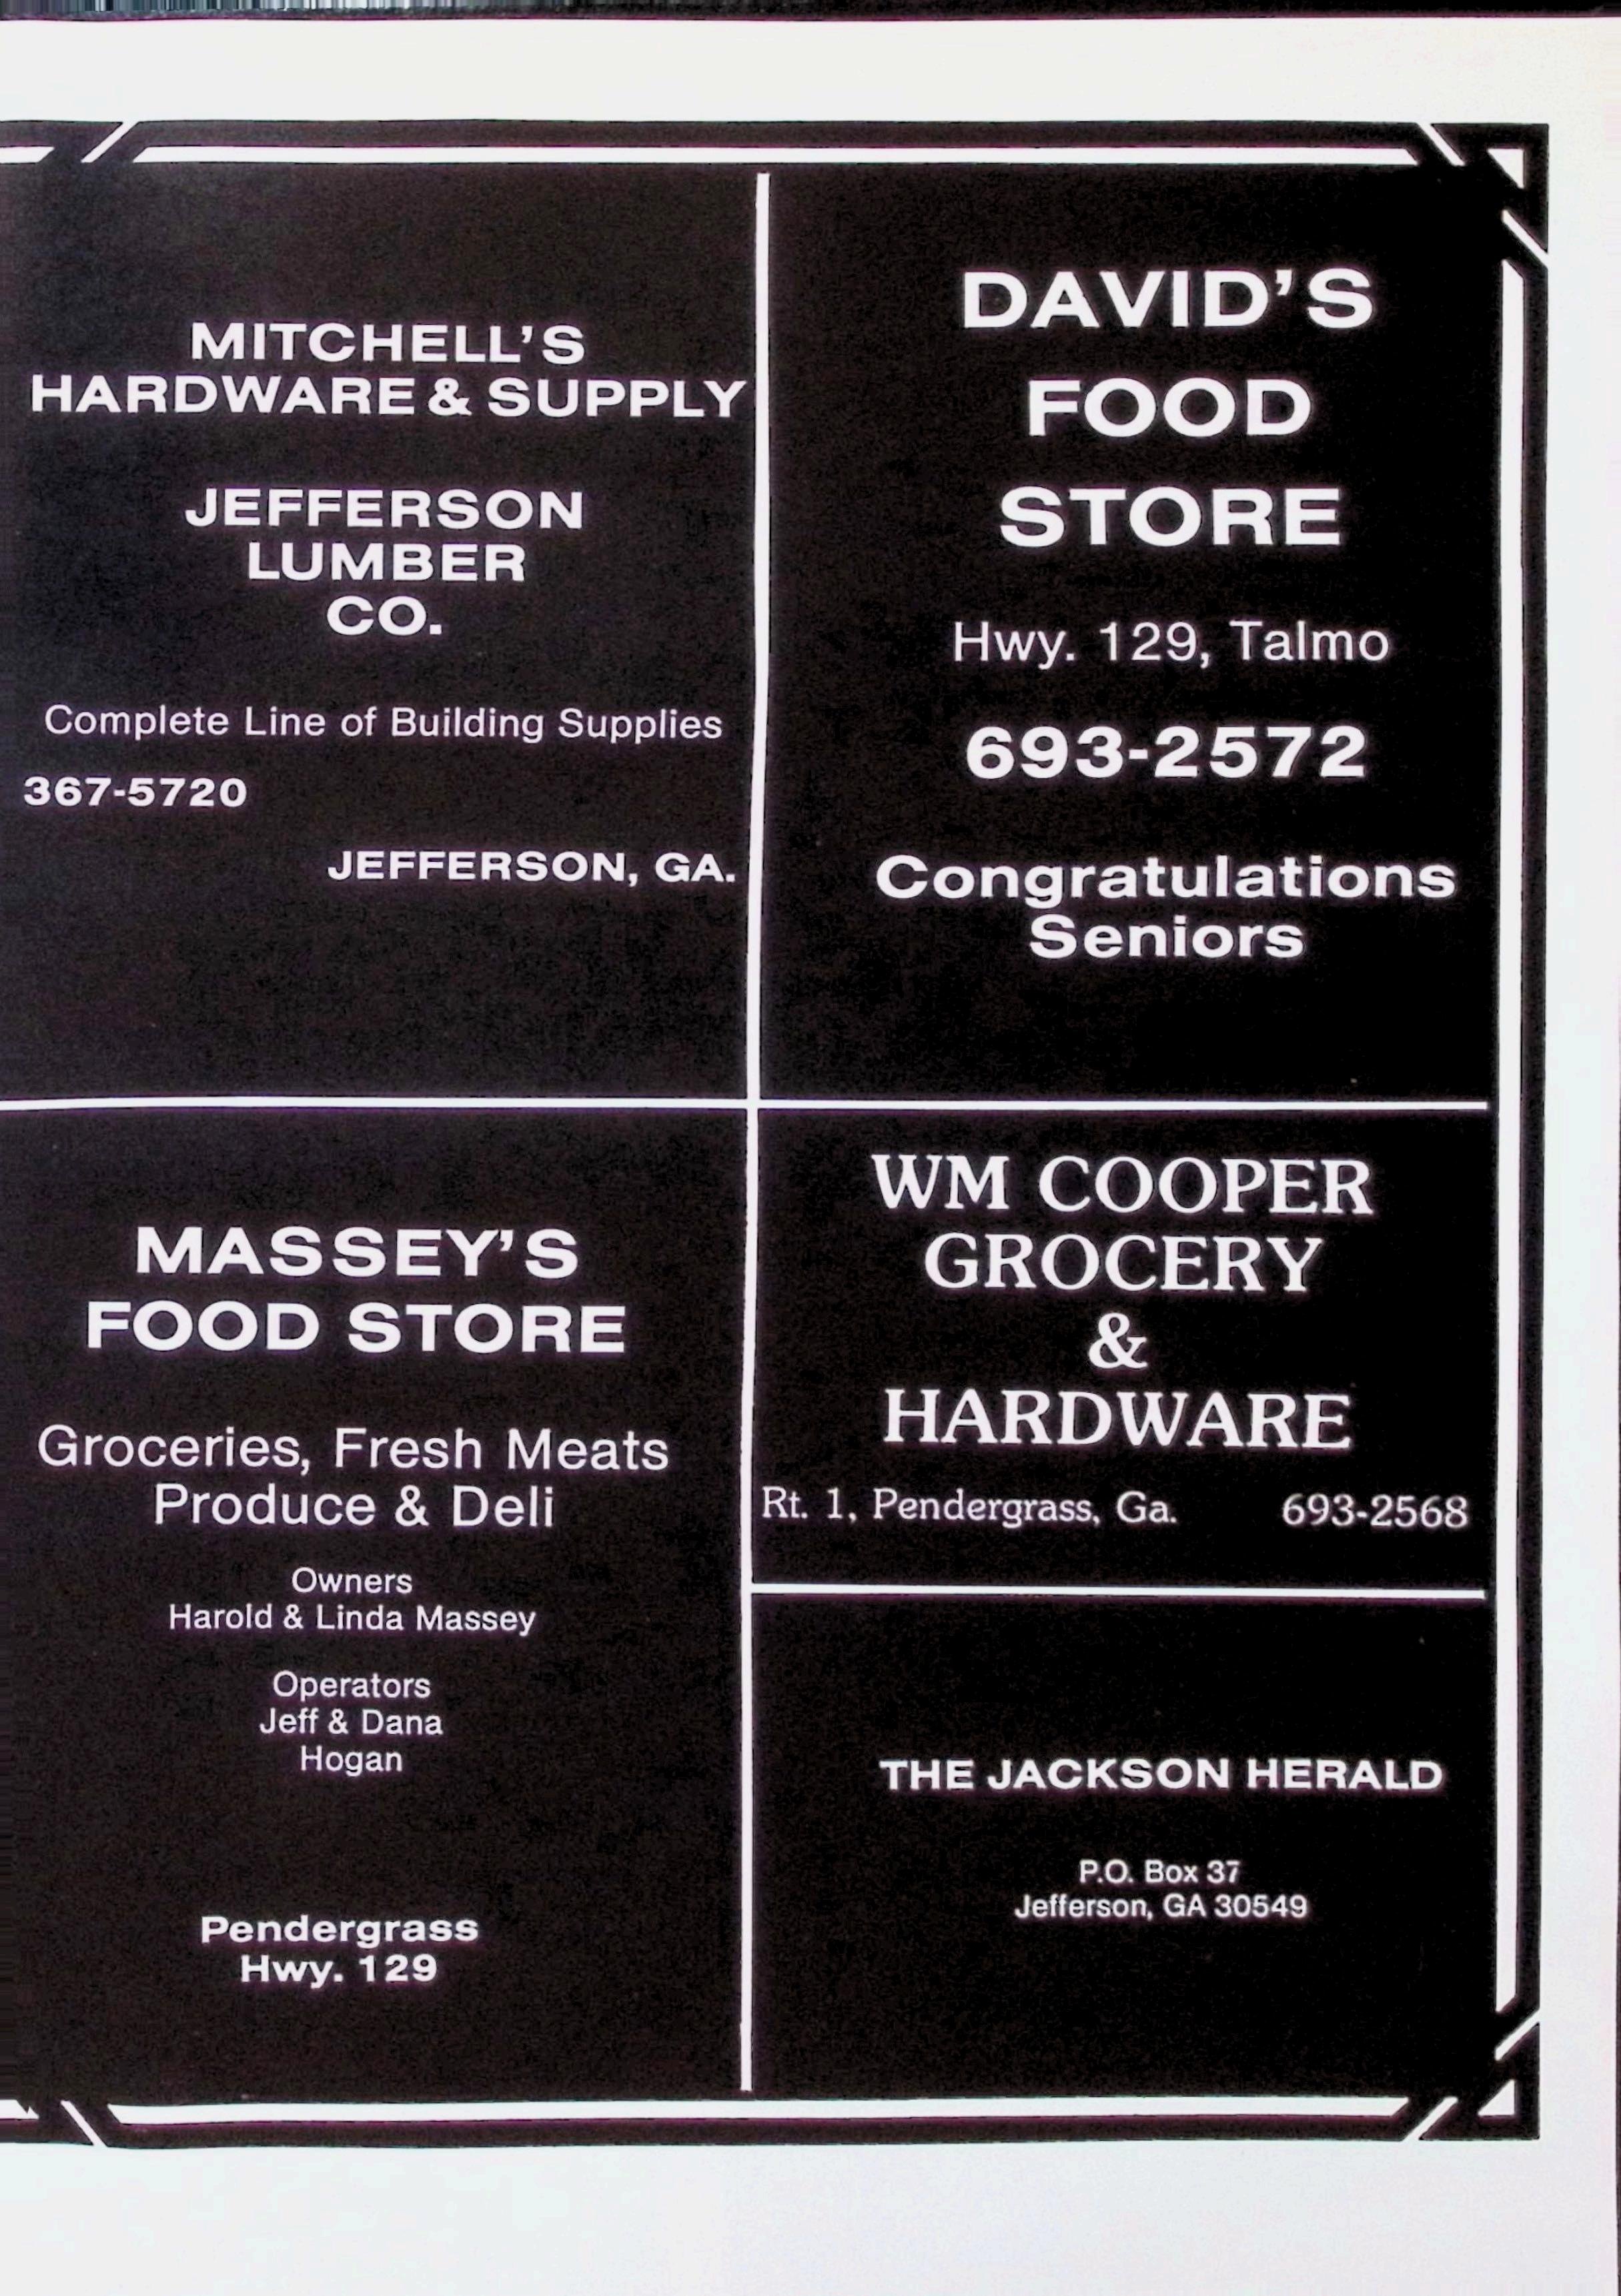 MITCHELL'S
HARDWARE & SUPPLY
JEFFERSON
LUMBER
CO.
Complete Line of Building Supplies
367-5720
JEFFERSON, GA.
DAVID'S
FOOD
STORE
Hwy. 129, Talmo
693-2572
Congratulations
Seniors
MASSEY'S
FOOD STORE
Groceries, Fresh Meats
Produce & Deli
Owners
Harold & Linda Massey
Operators
Jeff & Dana
Hogan
Pendergrass
Hwy. 129
WM COOPER
GROCERY
&
HARDWARE
Rt. 1, Pendergrass, Ga. 693-2568
THE JACKSON HERALD
P.O. Box 37
Jefferson, GA 30549